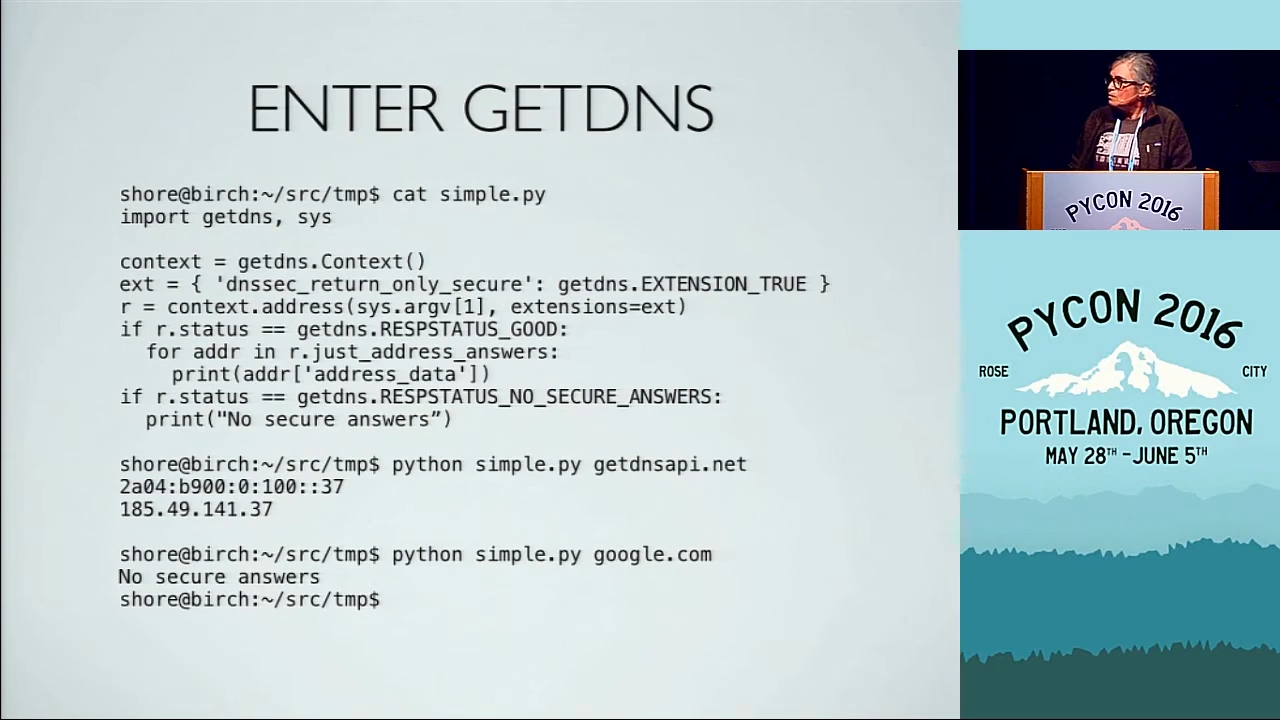 ENTER GETDNS
shore@birch:~/src/tmp$ cat simple.py
import getdns, sys
context = getdns.Context()
ext = { 'dnssec_return_only_secure': getdns.EXTENSION_TRUE }
r = context.address(sys.argv[1], extensions=ext)
if r.status == getdns.RESPSTATUS_GOOD:
  for addr in r.just_address_answers:
    print(addr['address_data'])
if r.status == getdns.RESPSTATUS_NO_SECURE_ANSWERS:
  print("No secure answers”)
shore@birch:~/src/tmp$ python simple.py getdnsapi.net
2a04:b900:0:100::37
185.49.141.37
shore@birch:~/src/tmp$ python simple.py google.com
No secure answers
shore@birch:~/src/tmp$
PYCON 2016
PYCON 2016
ROSE CITY
PORTLAND, OREGON
MAY 28TH - JUNE 5TH